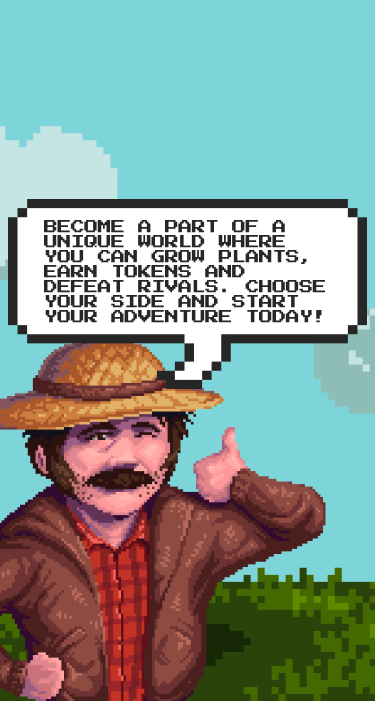 BECOME A PART OF A
UNIQUE WORLD WHERE
YOU CAN GROW PLANTS,
EARN TOKENS AND
DEFEAT RIVALS. CHOOSE
YOUR SIDE AND START
YOUR ADVENTURE TODAY!